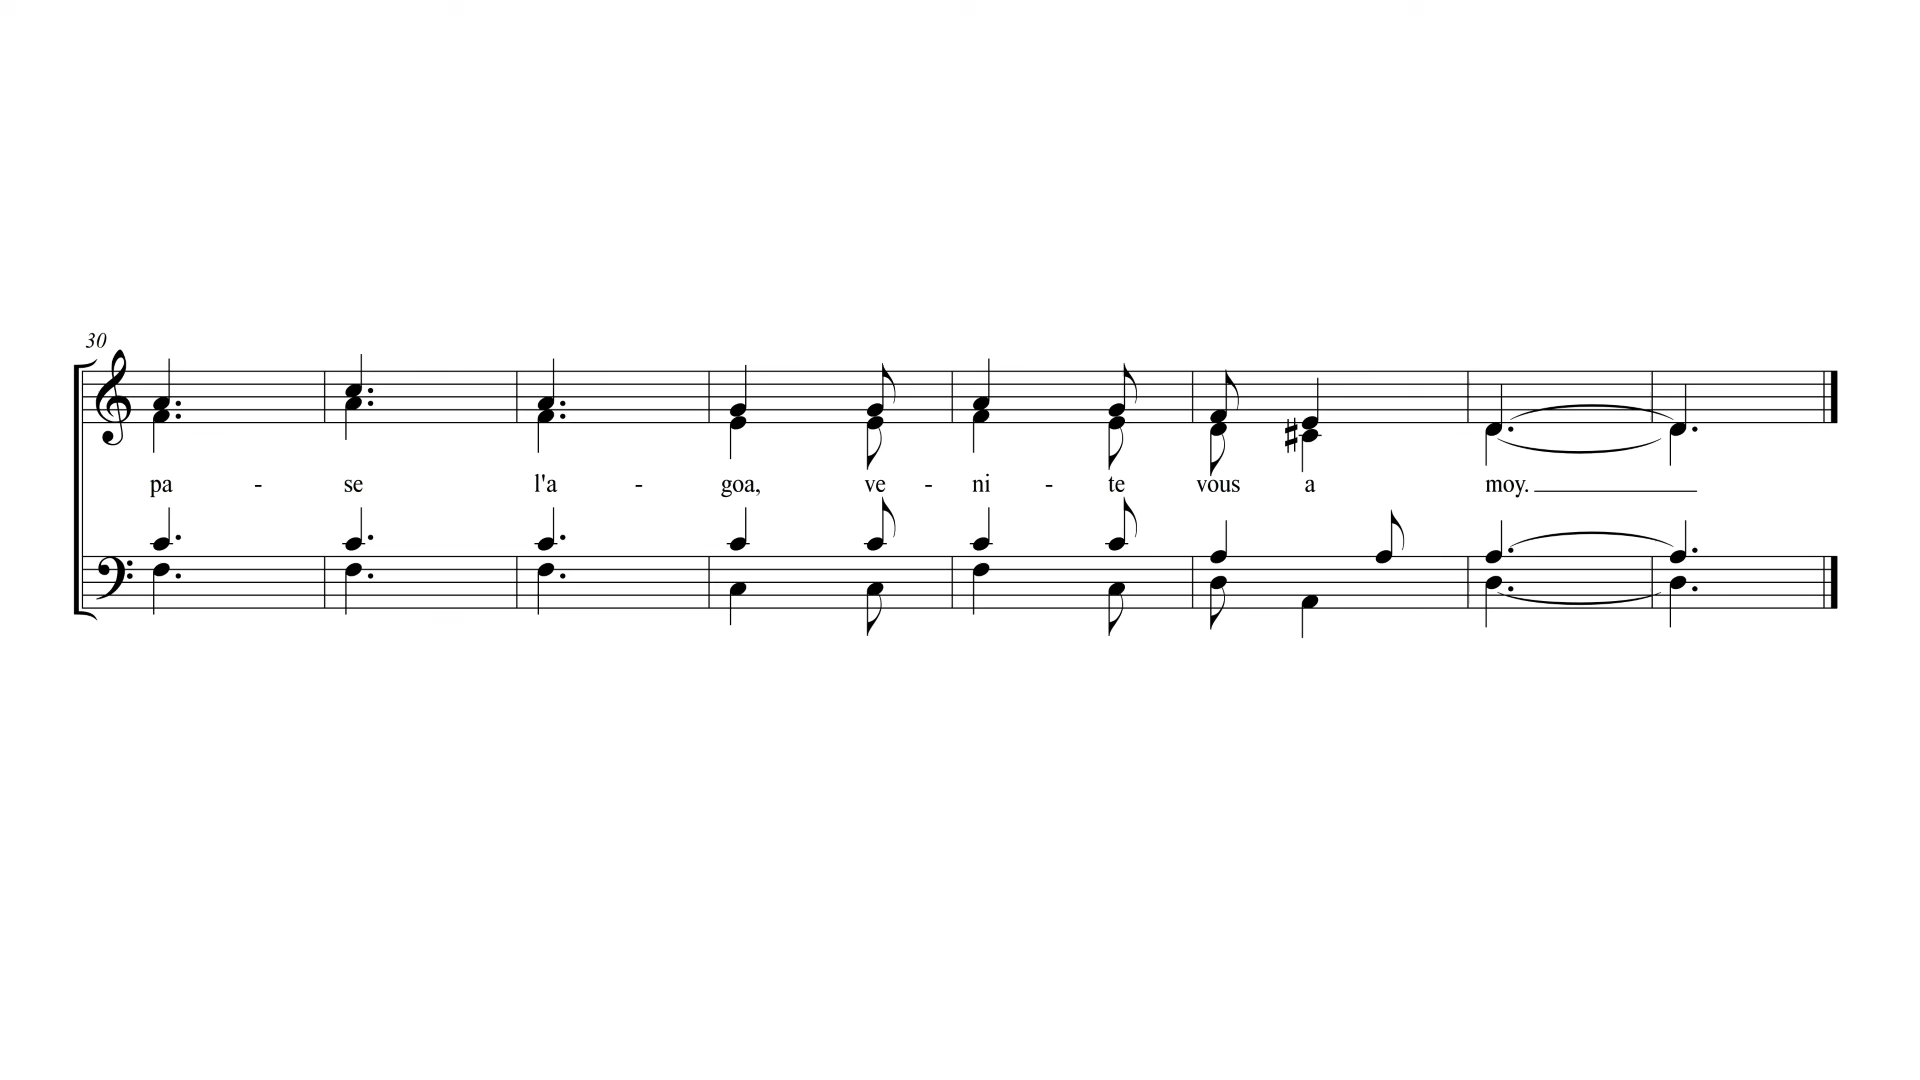 30
pa - se l'a - goa, ve - ni - te vous a moy.